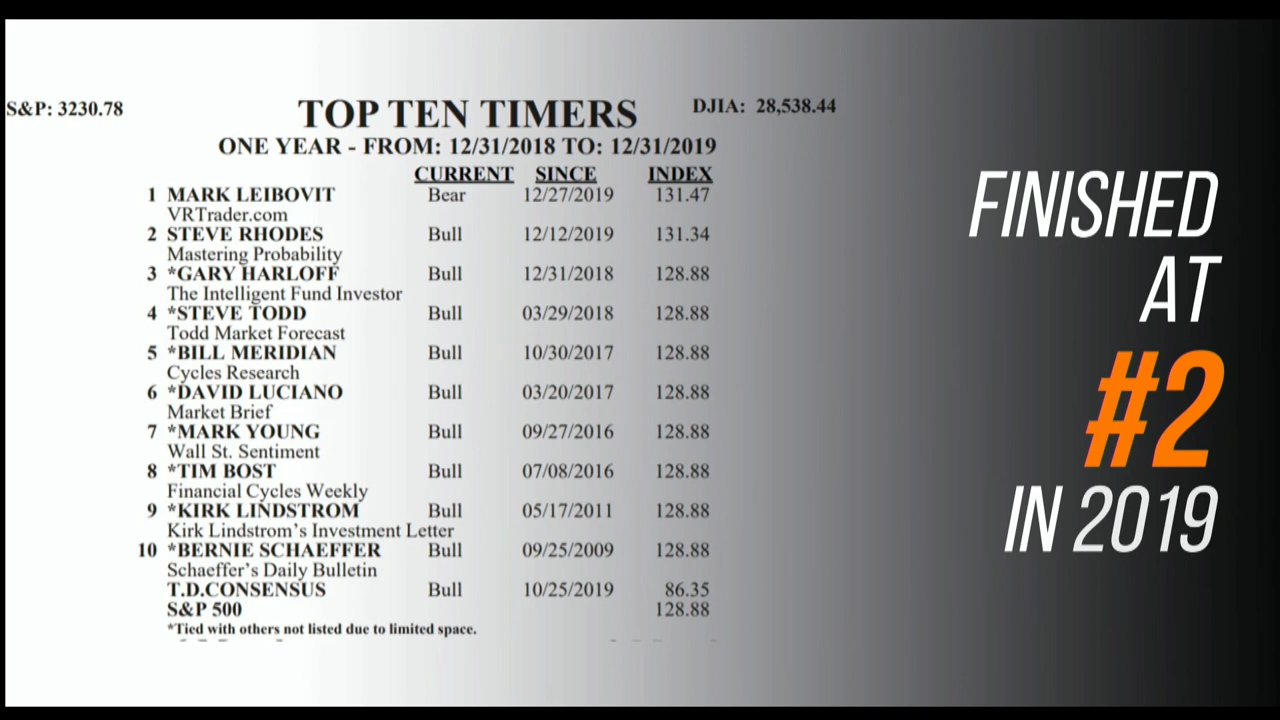 S&P: 3230.78
TOP TEN TIMERS
DJIA: 28,538.44
ONE YEAR - FROM: 12/31/2018 TO: 12/31/2019
CURRENT SINCE INDEX
1 MARK LEIBOVIT Bear 12/27/2019 131.47
VRTrader.com
2 STEVE RHODES Bull 12/12/2019 131.34
Mastering Probability
3 *GARY HARLOFF Bull 12/31/2018 128.88
The Intelligent Fund Investor
4 *STEVE TODD Bull 03/29/2018 128.88
Todd Market Forecast
5 *BILL MERIDIAN Bull 10/30/2017 128.88
Cycles Research
6 *DAVID LUCIANO Bull 03/20/2017 128.88
Market Brief
7 *MARK YOUNG Bull 09/27/2016 128.88
Wall St. Sentiment
8 *TIM BOST Bull 07/08/2016 128.88
Financial Cycles Weekly
9 *KIRK LINDSTROM Bull 05/17/2011 128.88
Kirk Lindstrom's Investment Letter
10 *BERNIE SCHAEFFER Bull 09/25/2009 128.88
Schaeffer's Daily Bulletin
T.D.CONSENSUS Bull 10/25/2019 86.35
S&P 500 128.88
*Tied with others not listed due to limited space.
FINISHED
AT
#2
IN 2019